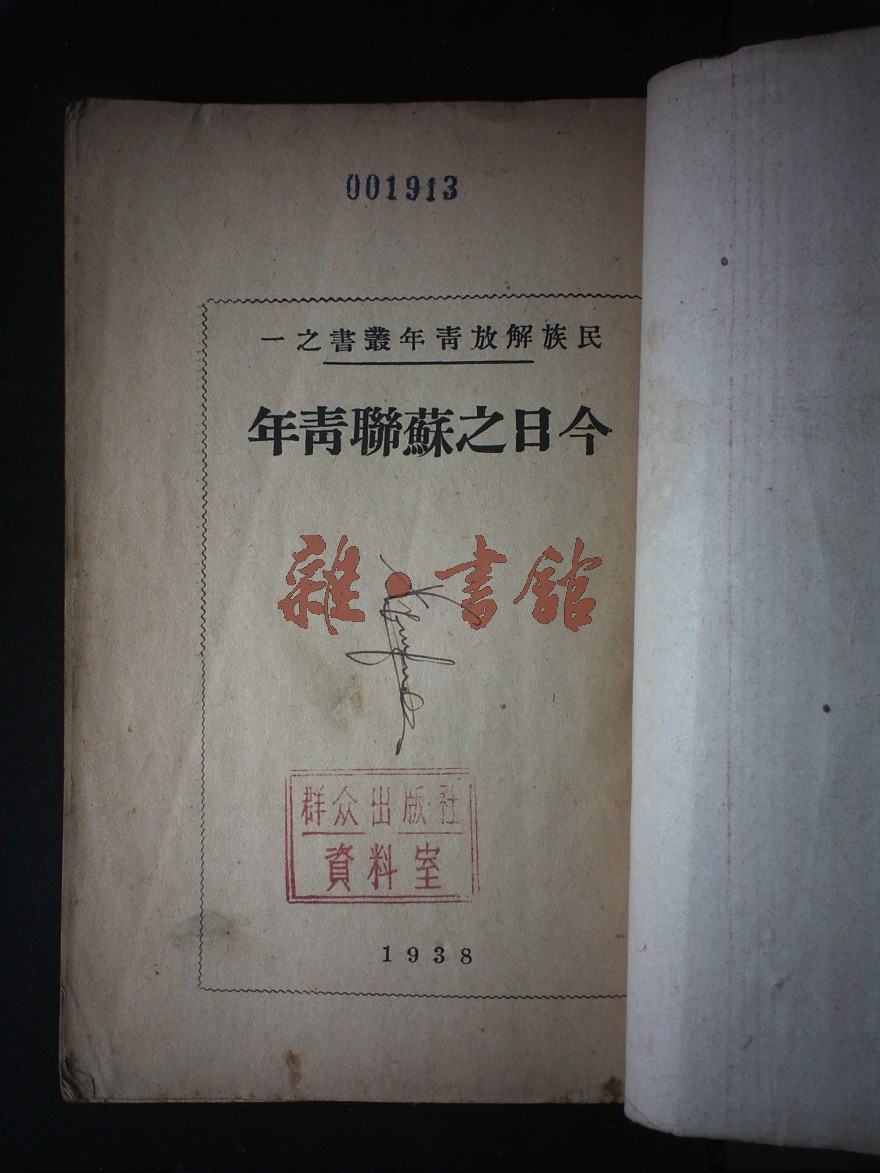 001913
民族解放青年叢書之一
今日之蘇聯青年
雜·書館
群众出版社
資料室
1938